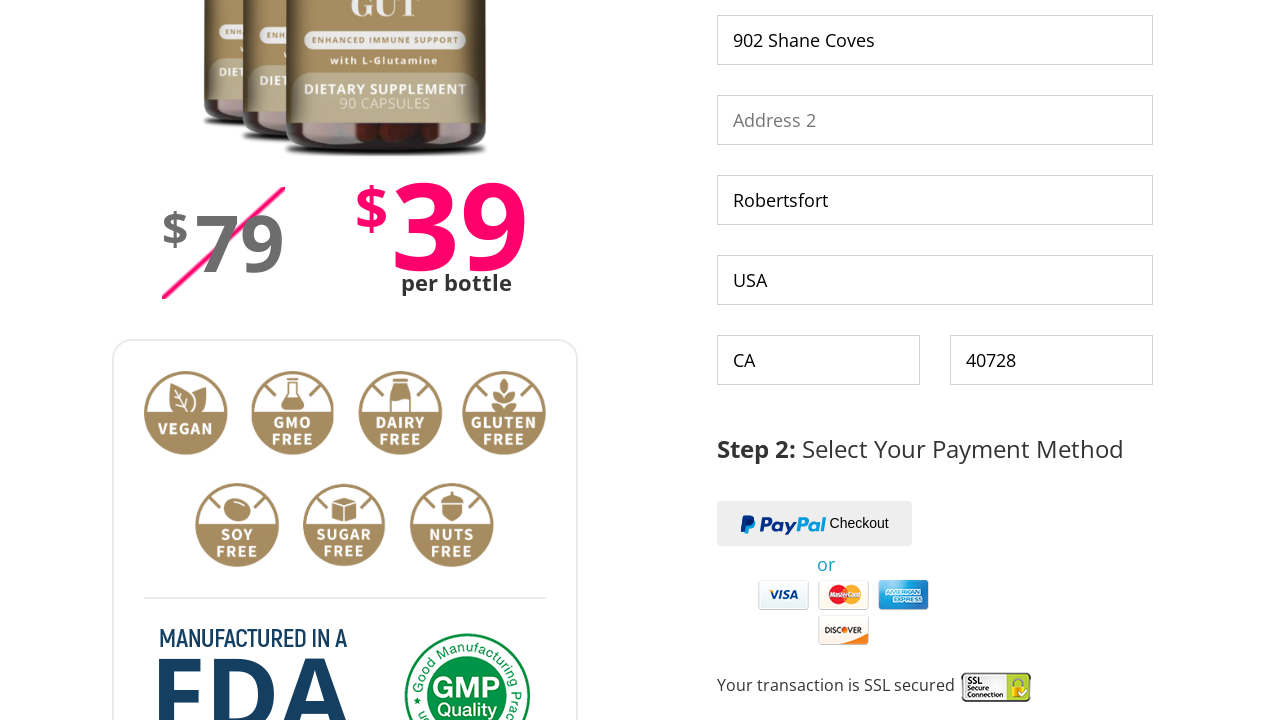 GUT
ENHANCED IMMUNE SUPPORT
with L-Glutamine
DIETARY SUPPLEMENT
90 CAPSULES
$79
$39
per bottle
VEGAN
GMO FREE
DAIRY FREE
GLUTEN FREE
SOY FREE
SUGAR FREE
NUTS FREE
MANUFACTURED IN A
FDA
Good Manufacturing
GMP
Quality
902 Shane Coves
Address 2
Robertsfort
USA
CA
40728
Step 2: Select Your Payment Method
PayPal Checkout
or
VISA
MasterCard
AMERICAN EXPRESS
DISCOVER
Your transaction is SSL secured
SSL
Secure
Connection